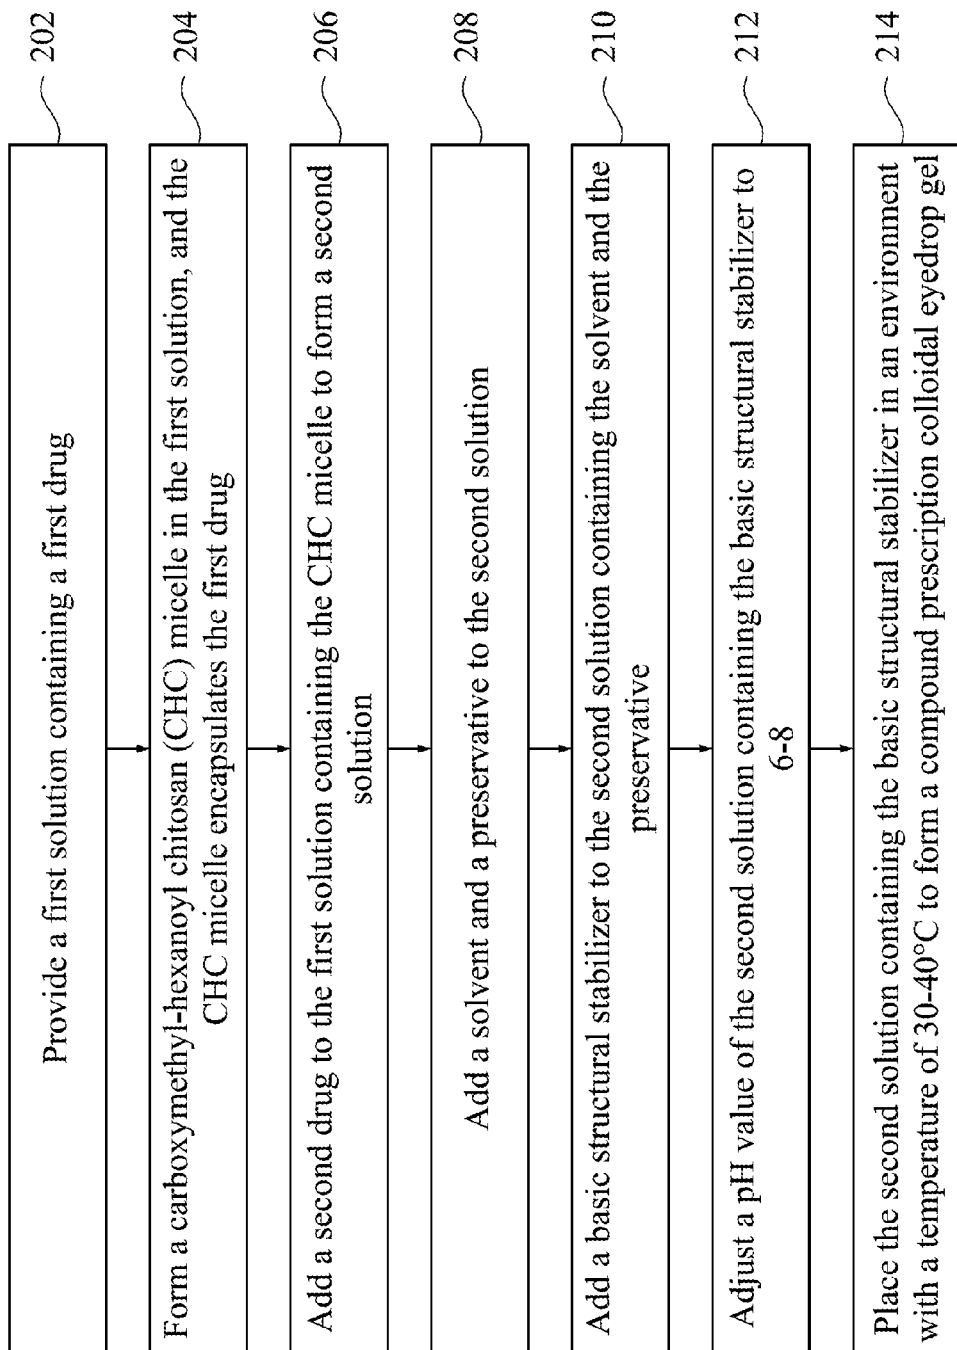 202
Provide a first solution containing a first drug
204
Form a carboxymethyl-hexanoyl chitosan (CHC) micelle in the first solution, and the
CHC micelle encapsulates the first drug
206
Add a second drug to the first solution containing the CHC micelle to form a second
solution
208
Add a solvent and a preservative to the second solution
210
Add a basic structural stabilizer to the second solution containing the solvent and the
preservative
212
Adjust a pH value of the second solution containing the basic structural stabilizer to
6-8
214
Place the second solution containing the basic structural stabilizer in an environment
with a temperature of 30-40°C to form a compound prescription colloidal eyedrop gel